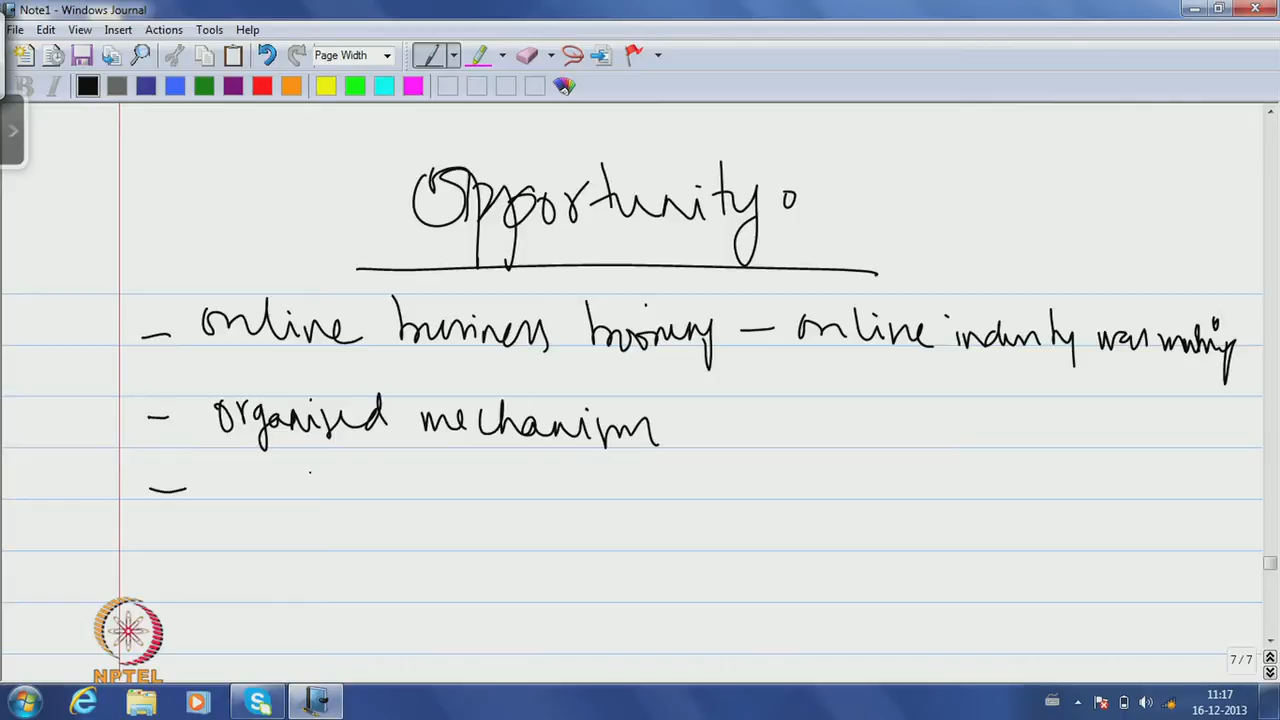 Note1 - Windows Journal
File Edit View Insert Actions Tools Help
Page Width
B I
Opportunity
- online business booming - online industry was making
- organised mechanism
-
NPTEL
7 / 7
11:17
16-12-2013